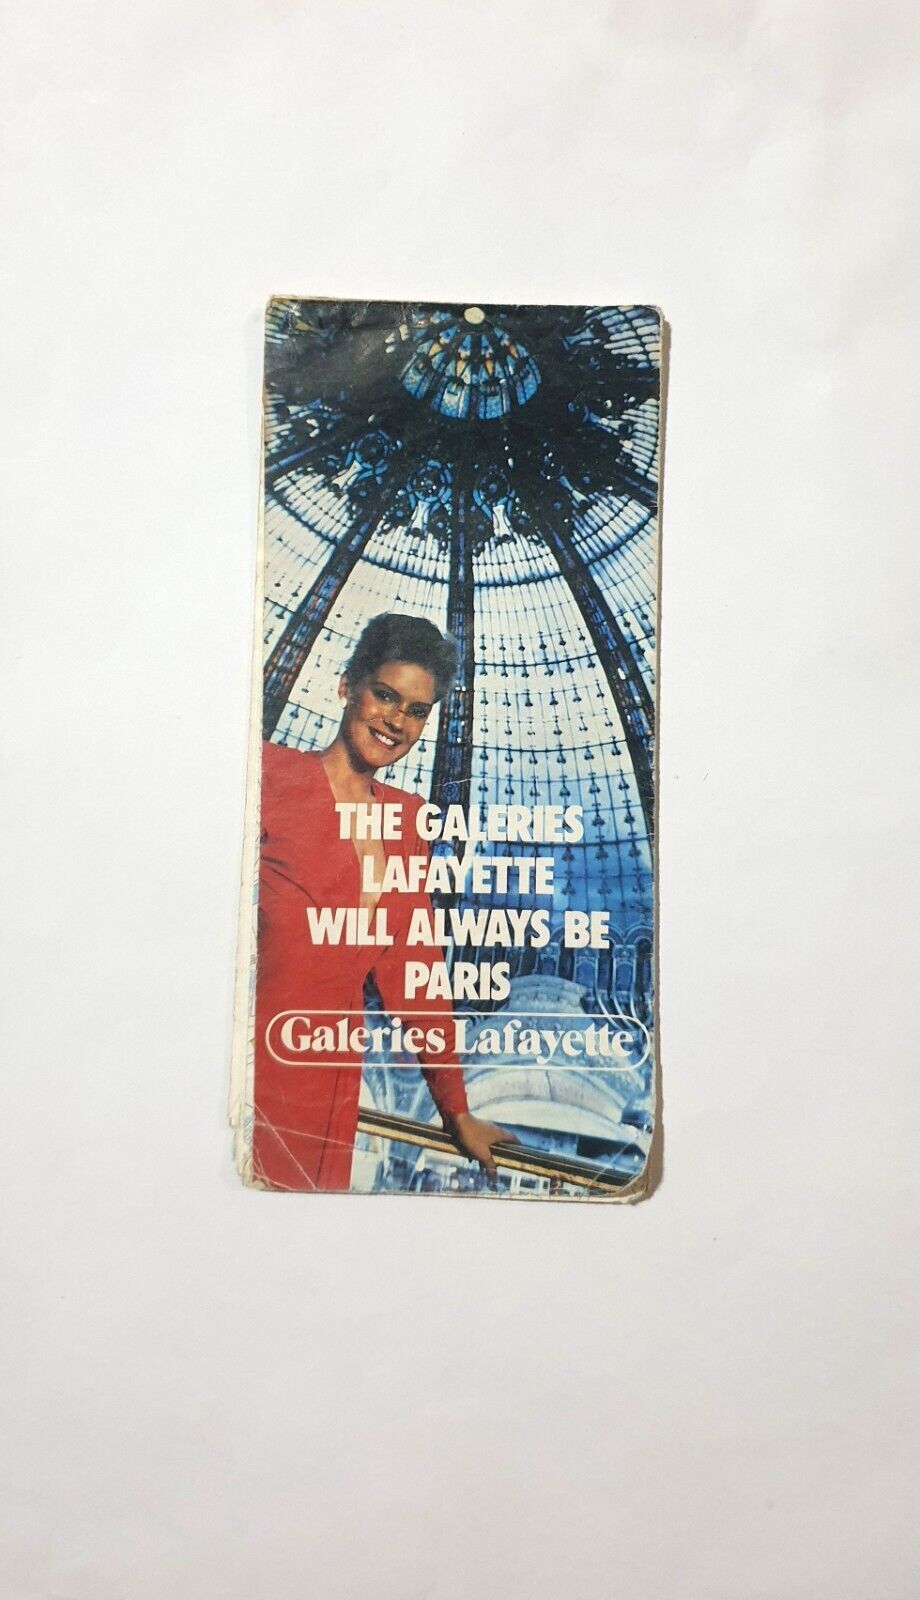 THE GALERIES
LAFAYETTE
WILL ALWAYS BE
PARIS
Galeries Lafayette